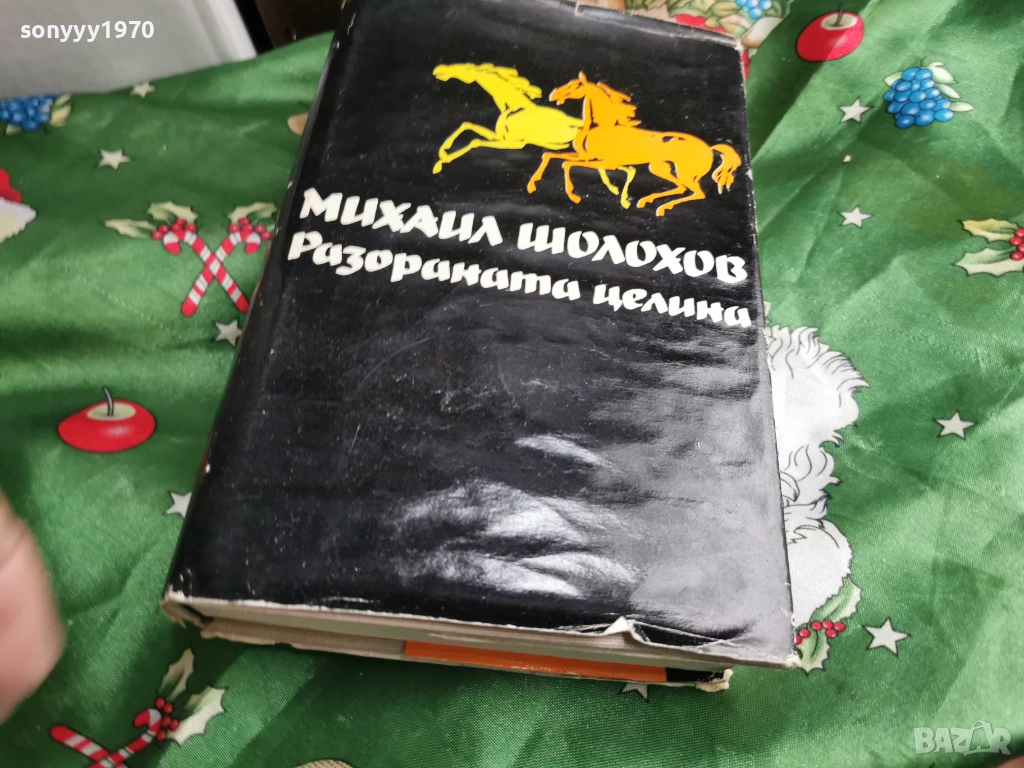 sonyyy1970
МИХАИЛ ШОЛОХОВ
Разораната целина
BAZAR